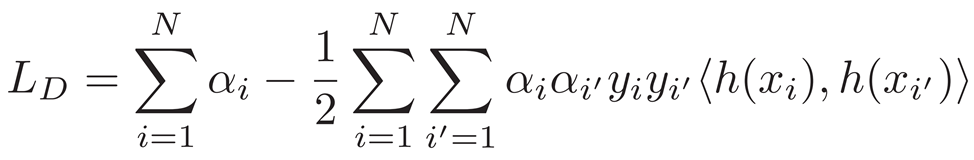 L_D = \sum_{i=1}^{N} \alpha_i - \frac{1}{2} \sum_{i=1}^{N} \sum_{i'=1}^{N} \alpha_i \alpha_{i'} y_i y_{i'} \langle h(x_i), h(x_{i'}) \rangle